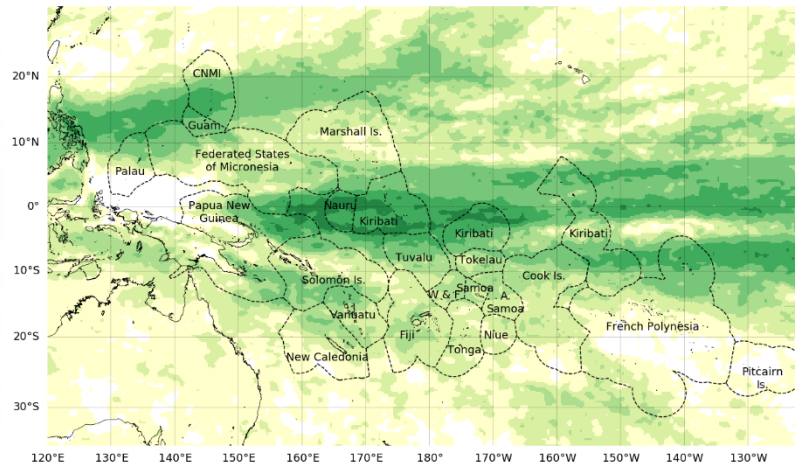 20°N
CNMI
10°N
Guam
Marshall Is.
Federated States
of Micronesia
Palau
0°
Papua New
Guinea
Nauru
Kiribati
Kiribati
Kiribati
Tuvalu
Tokelau
10°S
Solomon Is.
Cook Is.
W & F.
Samoa
A.
Samoa
Vanuatu
20°S
Fiji
Niue
French Polynesia
New Caledonia
Tonga
Pitcairn
Is.
30°S
120°E 130°E 140°E 150°E 160°E 170°E 180° 170°W 160°W 150°W 140°W 130°W